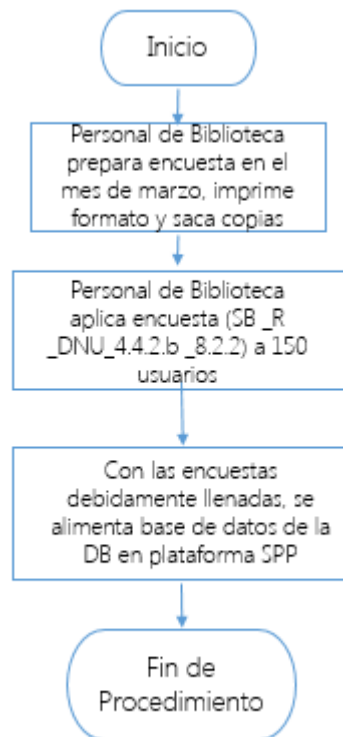 Inicio
Personal de Biblioteca
prepara encuesta en el
mes de marzo, imprime
formato y saca copias
Personal de Biblioteca
aplica encuesta (SB _R
_DNU_4.4.2.b _8.2.2) a 150
usuarios
Con las encuestas
debidamente llenadas, se
alimenta base de datos de la
DB en plataforma SPP
Fin de
Procedimiento